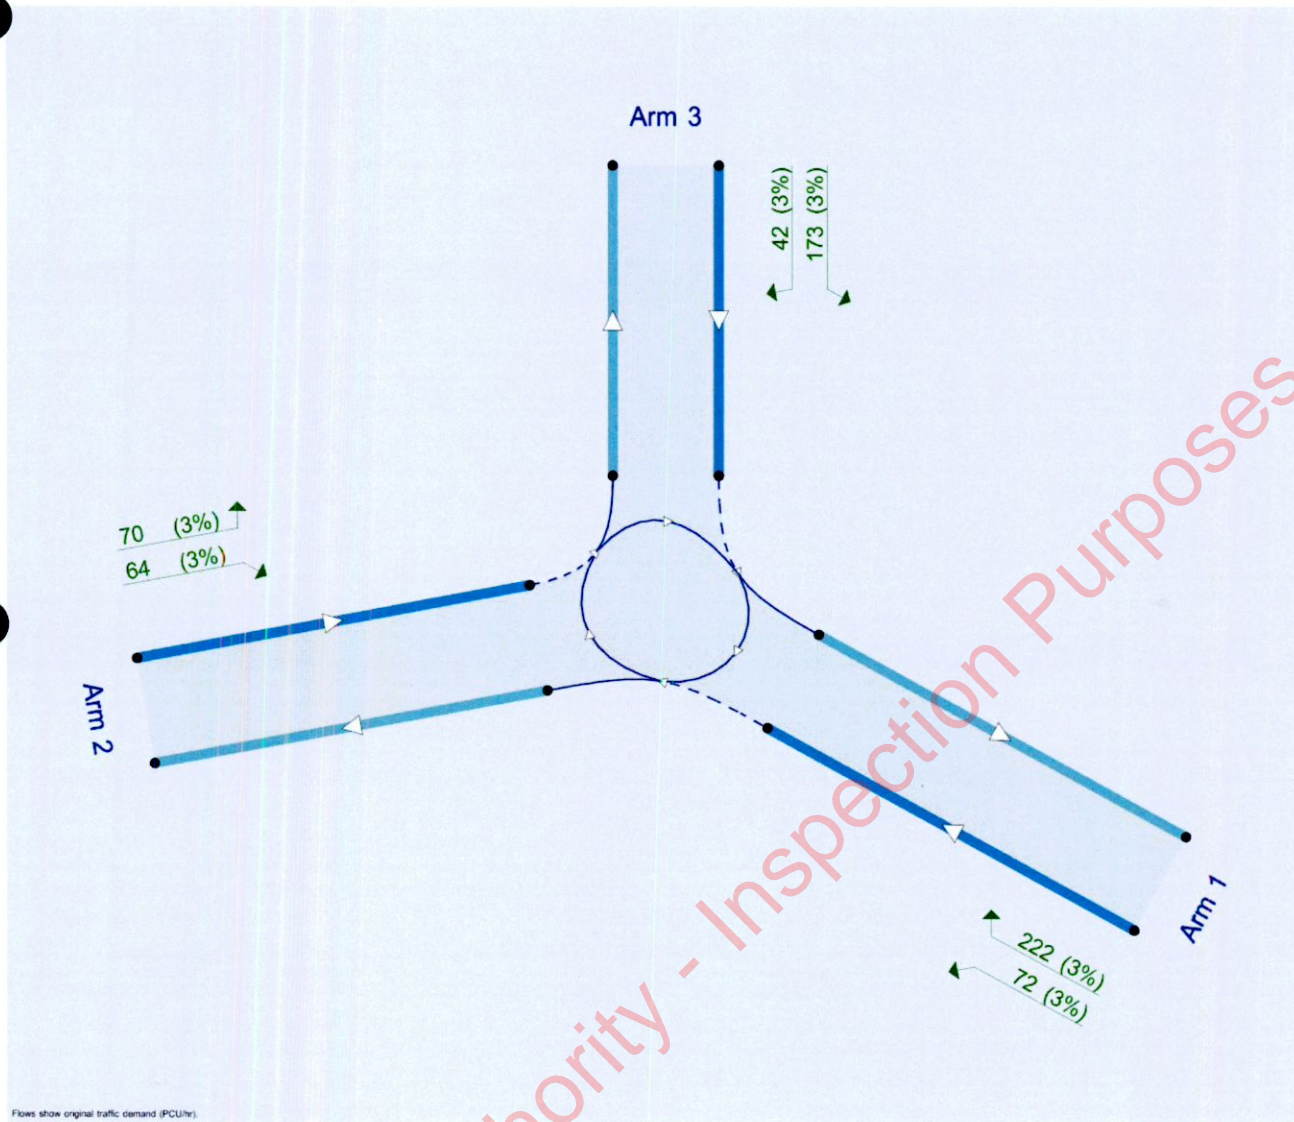 Arm 3
42 (3%)
173 (3%)
70 (3%)
64 (3%)
Arm 2
Arm 1
222 (3%)
72 (3%)
hority - Inspection Purposes
Flows show original traffic demand (PCU/hr).